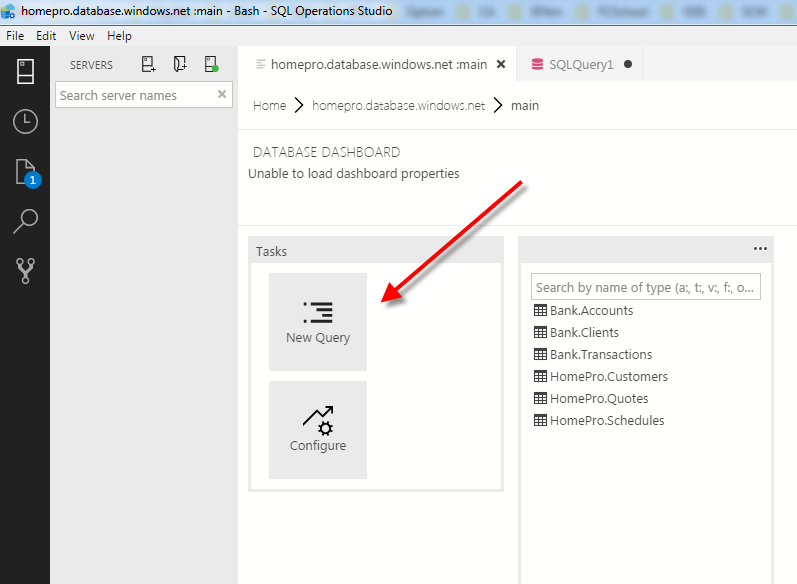 homepro.database.windows.net :main - Bash - SQL Operations Studio
File Edit View Help
SERVERS
Search server names
homepro.database.windows.net :main
SQLQuery1
Home > homepro.database.windows.net > main
DATABASE DASHBOARD
Unable to load dashboard properties
1
Tasks
New Query
Configure
Search by name of type (a:, t:, v:, f:, o...
Bank.Accounts
Bank.Clients
Bank.Transactions
HomePro.Customers
HomePro.Quotes
HomePro.Schedules